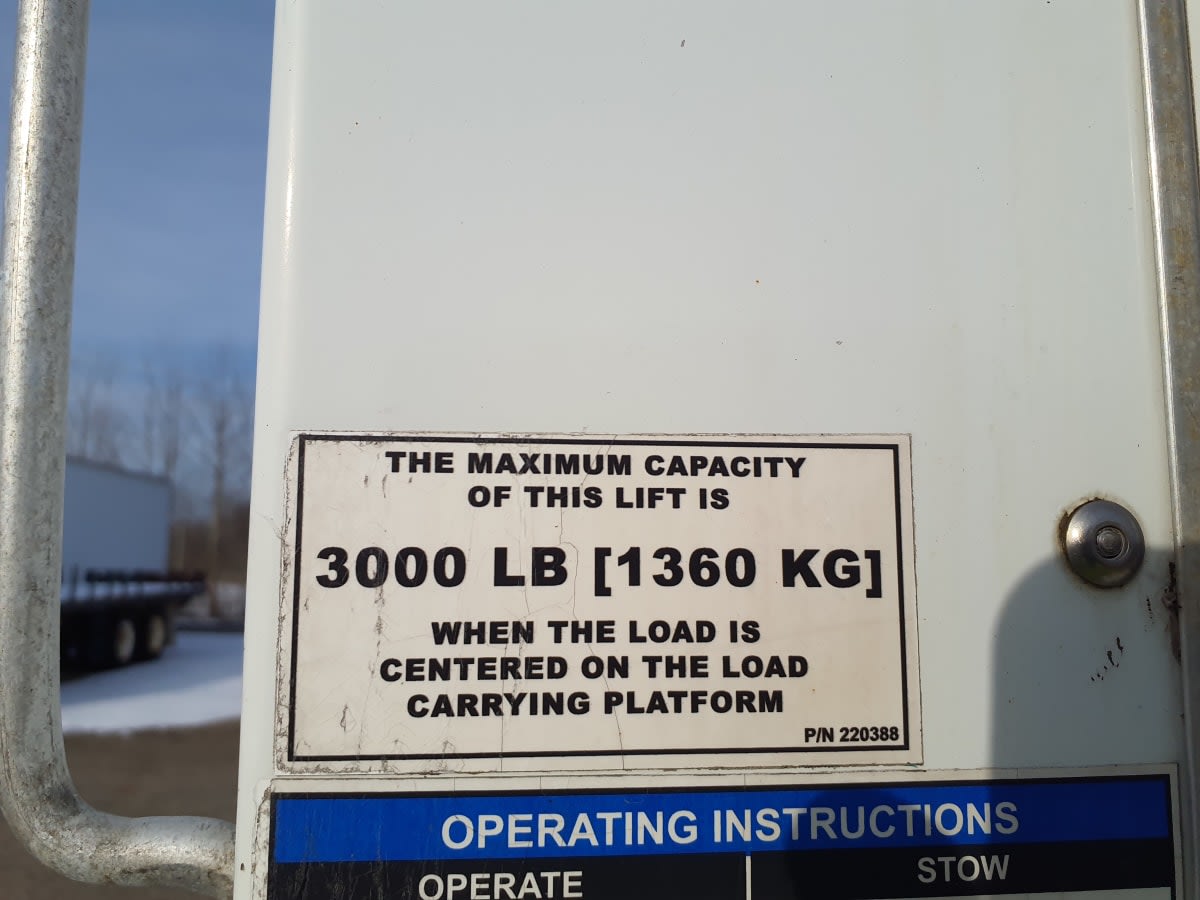 THE MAXIMUM CAPACITY
OF THIS LIFT IS
3000 LB [1360 KG]
WHEN THE LOAD IS
CENTERED ON THE LOAD
CARRYING PLATFORM
P/N 220388
OPERATING INSTRUCTIONS
OPERATE
STOW